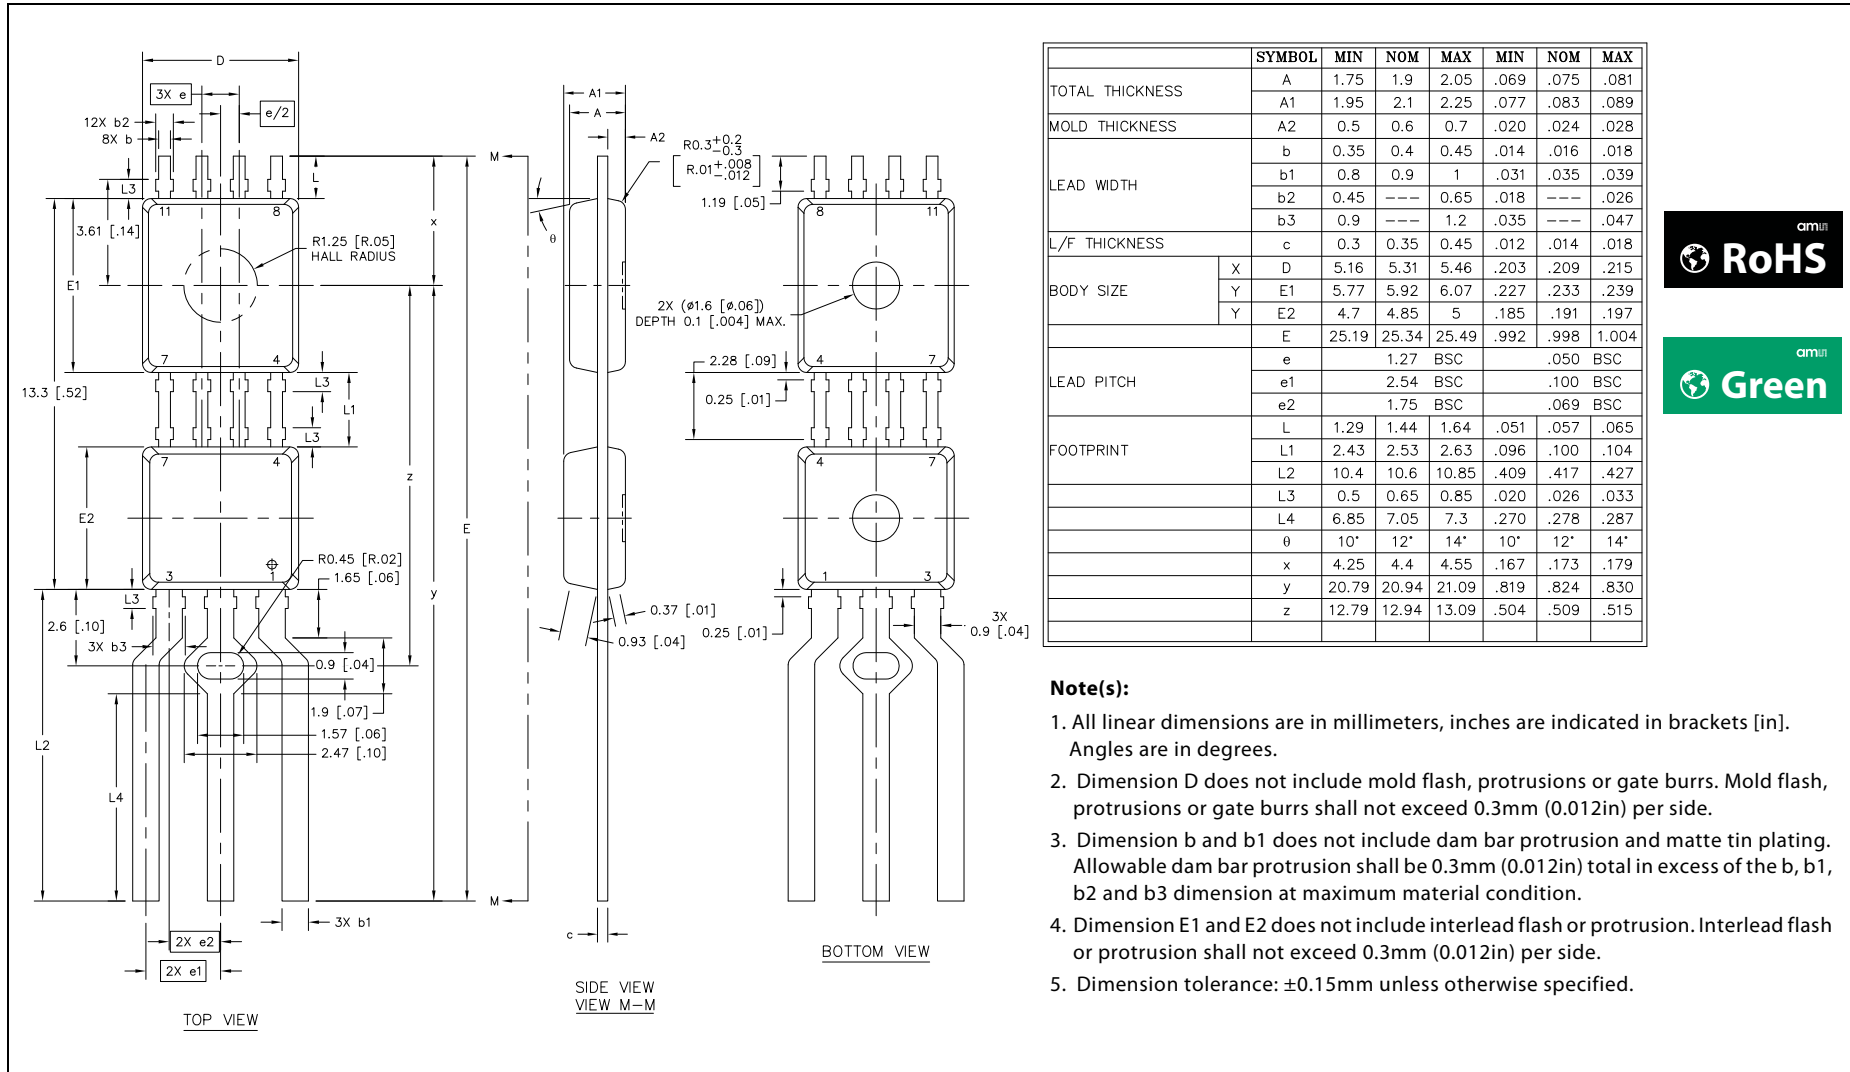 D
3X e
e/2
12X b2
8X b
L3
L
11
8
3.61 [.14]
R1.25 [R.05]
HALL RADIUS
x
E1
7
4
13.3 [.52]
L3
L1
L3
7
4
z
E2
E
R0.45 [R.02]
3
1
1.65 [.06]
L3
y
2.6 [.10]
3X b3
0.9 [.04]
1.9 [.07]
1.57 [.06]
2.47 [.10]
L2
L4
3X b1
2X e2
2X e1
TOP VIEW
M
M
A1
A
A2
R0.3+0.2
-0.3
R.01+.008
-.012
1.19 [.05]
θ
2X (ø1.6 [ø.06])
DEPTH 0.1 [.004] MAX.
2.28 [.09]
0.25 [.01]
0.37 [.01]
0.93 [.04]
c
SIDE VIEW
VIEW M-M
8
11
4
7
4
7
1
3
0.25 [.01]
3X
0.9 [.04]
BOTTOM VIEW
SYMBOL MIN NOM MAX MIN NOM MAX
TOTAL THICKNESS A 1.75 1.9 2.05 .069 .075 .081
A1 1.95 2.1 2.25 .077 .083 .089
MOLD THICKNESS A2 0.5 0.6 0.7 .020 .024 .028
LEAD WIDTH b 0.35 0.4 0.45 .014 .016 .018
b1 0.8 0.9 1 .031 .035 .039
b2 0.45 --- 0.65 .018 --- .026
b3 0.9 --- 1.2 .035 --- .047
L/F THICKNESS c 0.3 0.35 0.45 .012 .014 .018
BODY SIZE X D 5.16 5.31 5.46 .203 .209 .215
Y E1 5.77 5.92 6.07 .227 .233 .239
Y E2 4.7 4.85 5 .185 .191 .197
E 25.19 25.34 25.49 .992 .998 1.004
LEAD PITCH e 1.27 BSC .050 BSC
e1 2.54 BSC .100 BSC
e2 1.75 BSC .069 BSC
FOOTPRINT L 1.29 1.44 1.64 .051 .057 .065
L1 2.43 2.53 2.63 .096 .100 .104
L2 10.4 10.6 10.85 .409 .417 .427
L3 0.5 0.65 0.85 .020 .026 .033
L4 6.85 7.05 7.3 .270 .278 .287
θ 10° 12° 14° 10° 12° 14°
x 4.25 4.4 4.55 .167 .173 .179
y 20.79 20.94 21.09 .819 .824 .830
z 12.79 12.94 13.09 .504 .509 .515
amu
RoHS
amu
Green
Note(s):
1. All linear dimensions are in millimeters, inches are indicated in brackets [in].
Angles are in degrees.
2. Dimension D does not include mold flash, protrusions or gate burrs. Mold flash,
protrusions or gate burrs shall not exceed 0.3mm (0.012in) per side.
3. Dimension b and b1 does not include dam bar protrusion and matte tin plating.
Allowable dam bar protrusion shall be 0.3mm (0.012in) total in excess of the b, b1,
b2 and b3 dimension at maximum material condition.
4. Dimension E1 and E2 does not include interlead flash or protrusion. Interlead flash
or protrusion shall not exceed 0.3mm (0.012in) per side.
5. Dimension tolerance: ±0.15mm unless otherwise specified.